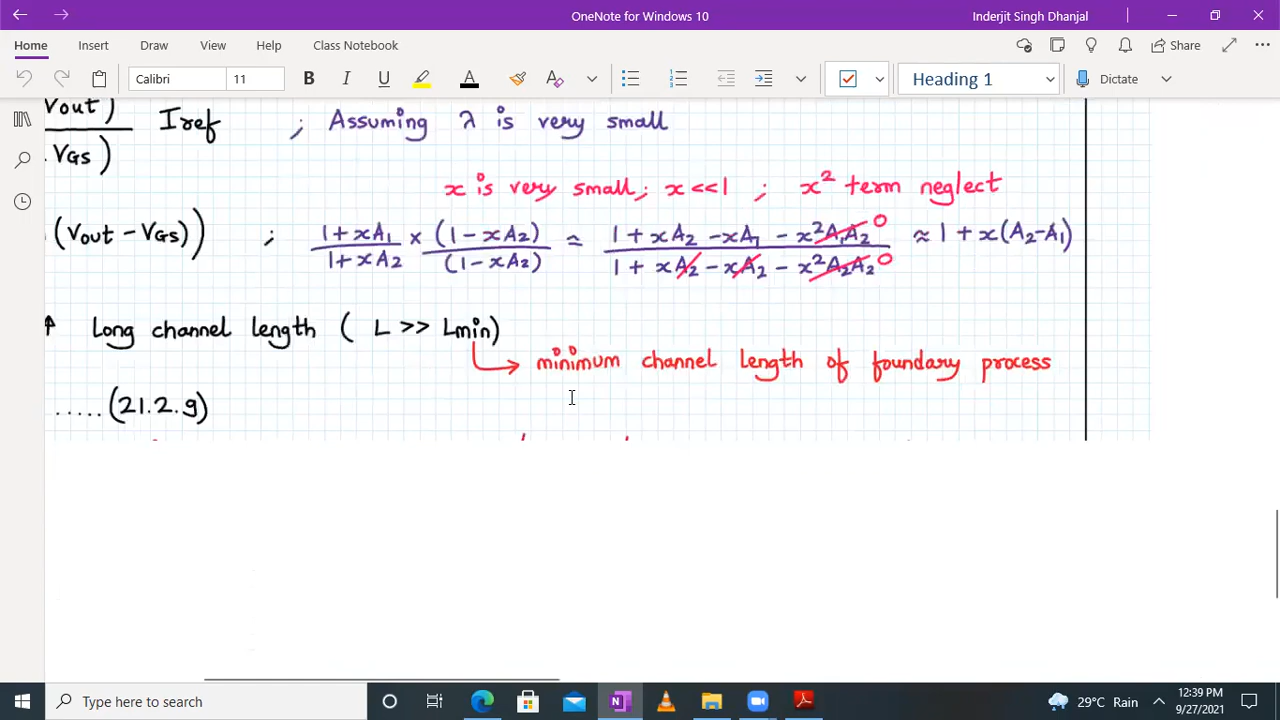 OneNote for Windows 10
Inderjit Singh Dhanjal
Home Insert Draw View Help Class Notebook
Share
Calibri 11 B I U A
Heading 1
Dictate
Vout) Iref ; Assuming λ is very small
VGS)
x is very small; x<<1 ; x² term neglect
(Vout - VGS)) ; 1+xA1 / 1+xA2 × (1-xA2) / (1-xA2) ≈ 1 + xA2 - xA1 - x²A1A2 0 / 1 + xA2 - xA2 - x²A2A2 0 ≈ 1 + x(A2-A1)
↑ Long channel length ( L >> Lmin)
→ minimum channel length of foundary process
.....(21.2.9)
Type here to search
29°C Rain
12:39 PM
9/27/2021